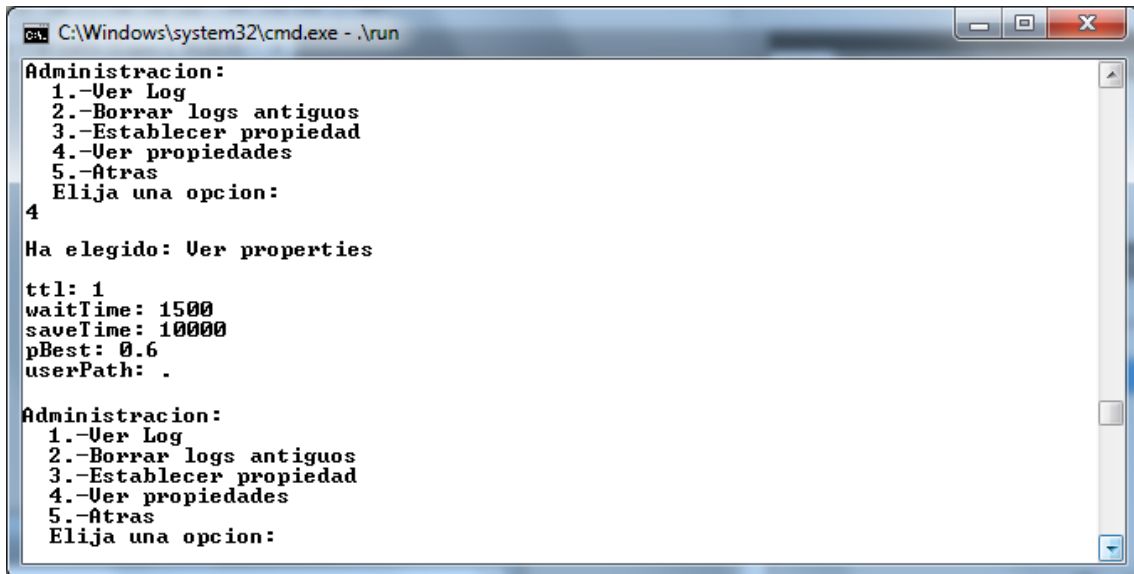 C:\Windows\system32\cmd.exe - .\run
Administracion:
1.-Ver Log
2.-Borrar logs antiguos
3.-Establecer propiedad
4.-Ver propiedades
5.-Atras
Elija una opcion:
4
Ha elegido: Ver properties
ttl: 1
waitTime: 1500
saveTime: 10000
pBest: 0.6
userPath: .
Administracion:
1.-Ver Log
2.-Borrar logs antiguos
3.-Establecer propiedad
4.-Ver propiedades
5.-Atras
Elija una opcion: